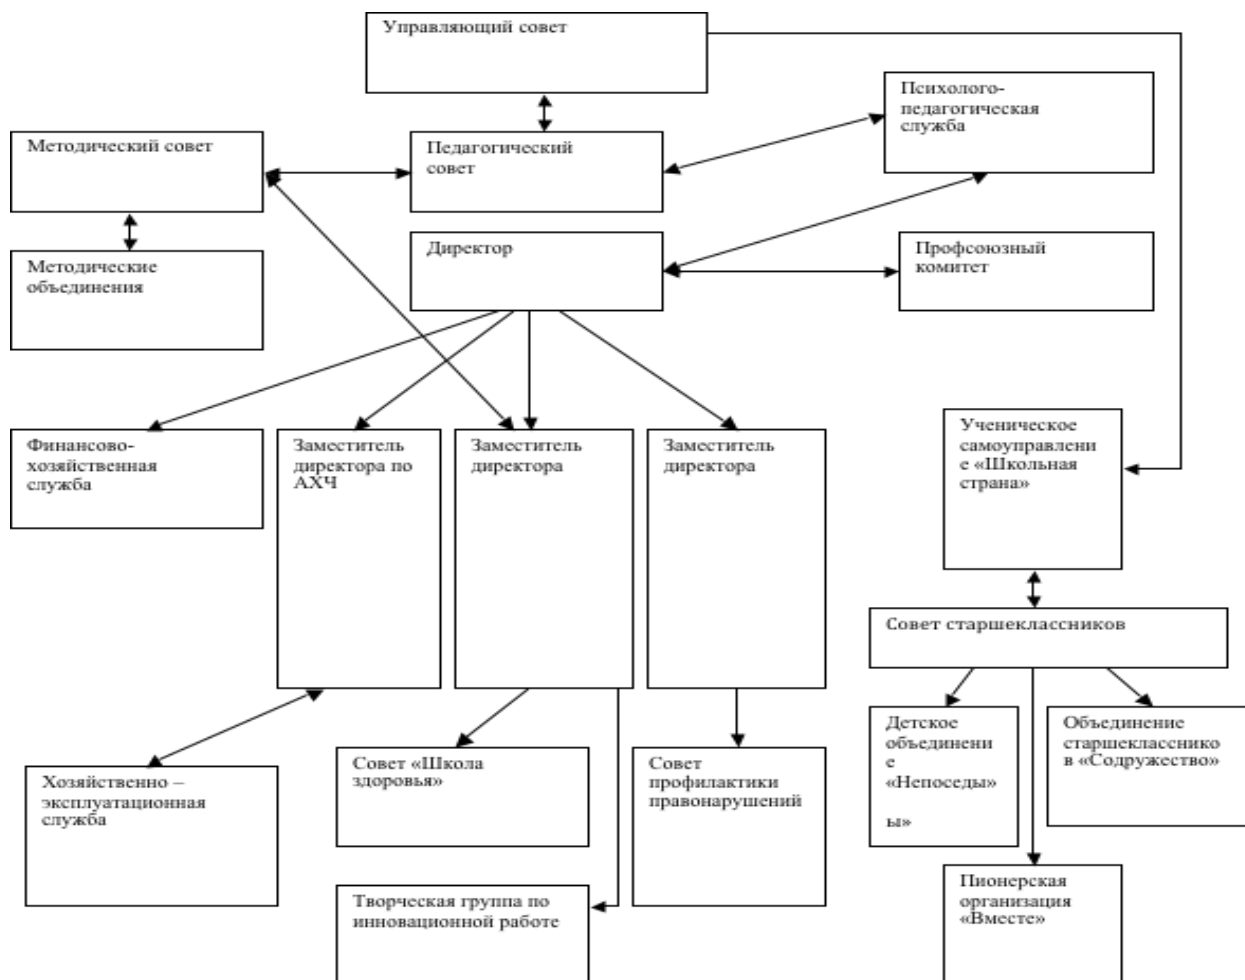 Управляющий совет
Психолого-
педагогическая
служба
Методический совет
Педагогический
совет
Директор
Профсоюзный
комитет
Методические
объединения
Финансово-
хозяйственная
служба
Заместитель
директора по
АХЧ
Заместитель
директора
Заместитель
директора
Ученическое
самоуправлени
е «Школьная
страна»
Совет старшеклассников
Детское
объединени
е
«Непоседы»
ы»
Объединение
старшекласснико
в «Содружество»
Хозяйственно –
эксплуатационная
служба
Совет «Школа
здоровья»
Совет
профилактики
правонарушений
Творческая группа по
инновационной работе
Пионерская
организация
«Вместе»